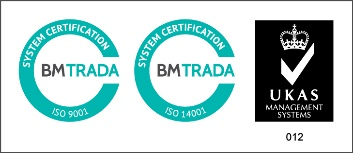 SYSTEM CERTIFICATION
BMTRADA
ISO 9001
SYSTEM CERTIFICATION
BMTRADA
ISO 14001
UKAS
MANAGEMENT
SYSTEMS
012